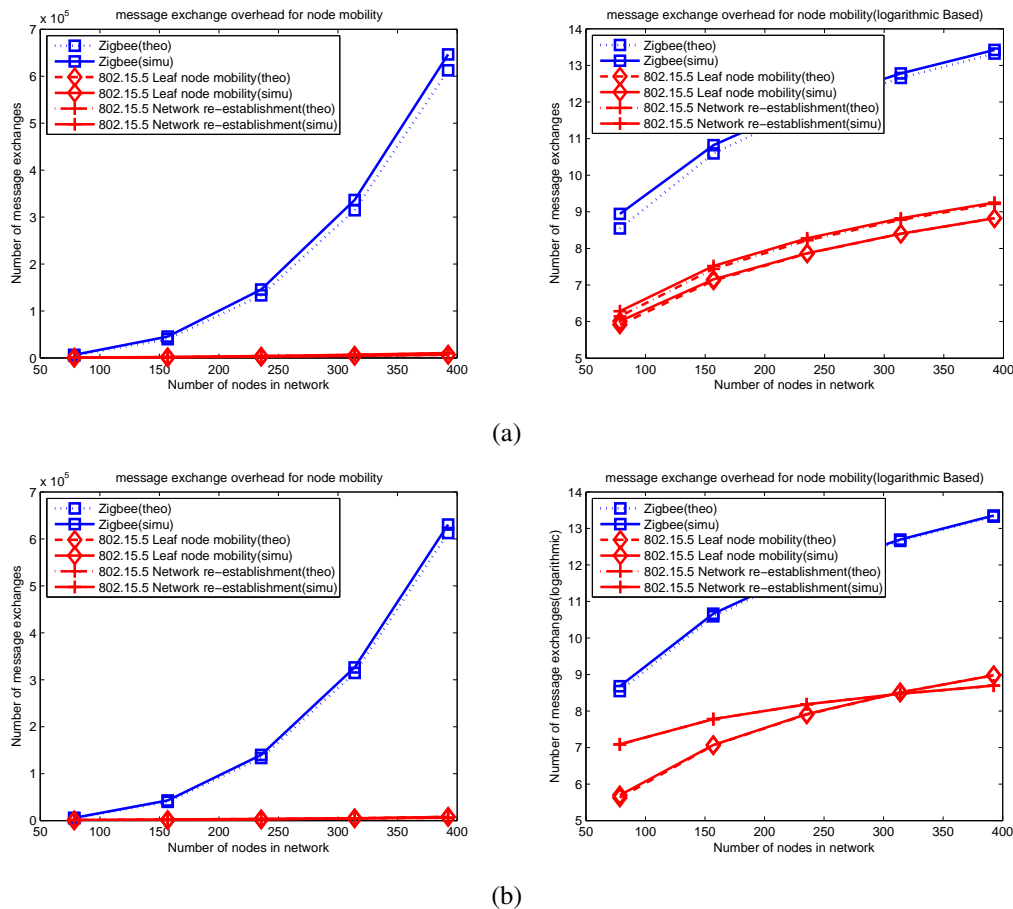 message exchange overhead for node mobility
x 10^5
7
6
5
4
3
2
1
0
Number of message exchanges
Zigbee(theo)
Zigbee(simu)
802.15.5 Leaf node mobility(theo)
802.15.5 Leaf node mobility(simu)
802.15.5 Network re−establishment(theo)
802.15.5 Network re−establishment(simu)
50 100 150 200 250 300 350 400
Number of nodes in network
message exchange overhead for node mobility(logarithmic Based)
14
13
12
11
10
9
8
7
6
5
Number of message exchanges
Zigbee(theo)
Zigbee(simu)
802.15.5 Leaf node mobility(theo)
802.15.5 Leaf node mobility(simu)
802.15.5 Network re−establishment(theo)
802.15.5 Network re−establishment(simu)
50 100 150 200 250 300 350 400
Number of nodes in network
(a)
message exchange overhead for node mobility
x 10^5
7
6
5
4
3
2
1
0
Number of message exchanges
Zigbee(theo)
Zigbee(simu)
802.15.5 Leaf node mobility(theo)
802.15.5 Leaf node mobility(simu)
802.15.5 Network re−establishment(theo)
802.15.5 Network re−establishment(simu)
50 100 150 200 250 300 350 400
Number of nodes in network
message exchange overhead for node mobility(logarithmic Based)
14
13
12
11
10
9
8
7
6
5
Number of message exchanges(logarithmic)
Zigbee(theo)
Zigbee(simu)
802.15.5 Leaf node mobility(theo)
802.15.5 Leaf node mobility(simu)
802.15.5 Network re−establishment(theo)
802.15.5 Network re−establishment(simu)
50 100 150 200 250 300 350 400
Number of nodes in network
(b)